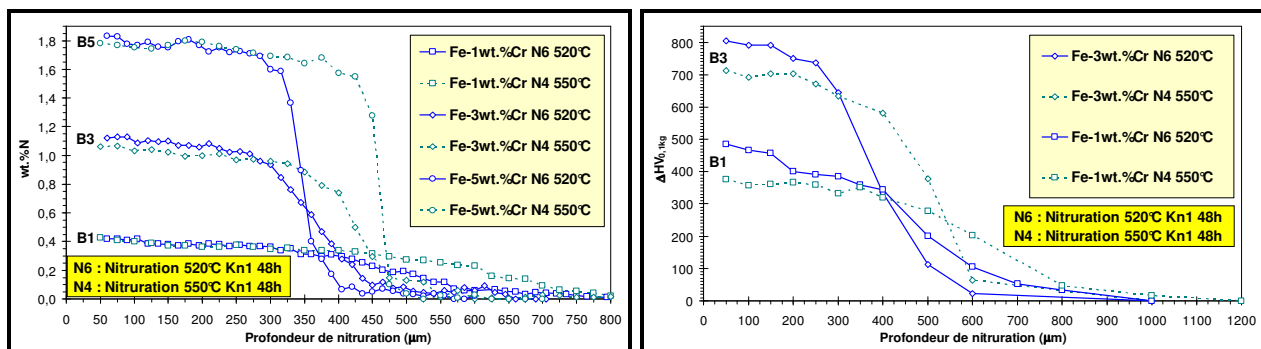 1,8
1,6
1,4
1,2
1,0
0,8
0,6
0,4
0,2
0,0
wt.%N
B5
B3
B1
Fe-1wt.%Cr N6 520°C
Fe-1wt.%Cr N4 550°C
Fe-3wt.%Cr N6 520°C
Fe-3wt.%Cr N4 550°C
Fe-5wt.%Cr N6 520°C
Fe-5wt.%Cr N4 550°C
N6 : Nitruration 520°C Kn1 48h
N4 : Nitruration 550°C Kn1 48h
0 50 100 150 200 250 300 350 400 450 500 550 600 650 700 750 800
Profondeur de nitruration (µm)
800
700
600
500
400
300
200
100
0
ΔHV0,1kg
B3
B1
Fe-3wt.%Cr N6 520°C
Fe-3wt.%Cr N4 550°C
Fe-1wt.%Cr N6 520°C
Fe-1wt.%Cr N4 550°C
N6 : Nitruration 520°C Kn1 48h
N4 : Nitruration 550°C Kn1 48h
0 100 200 300 400 500 600 700 800 900 1000 1100 1200
Profondeur de nitruration (µm)